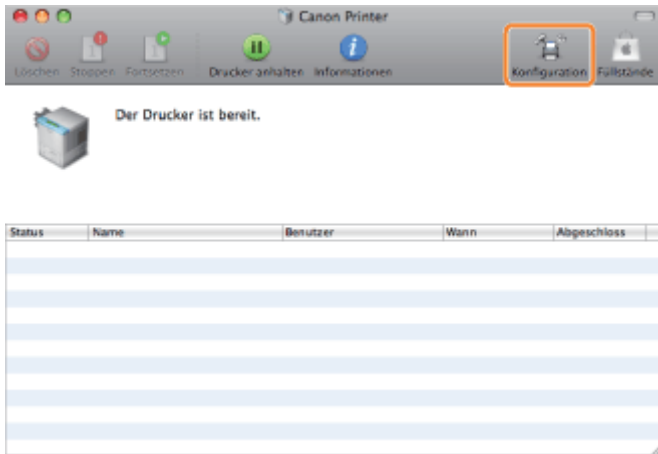 Canon Printer
Löschen Stoppen Fortsetzen Drucker anhalten Informationen Konfiguration Füllstände
Der Drucker ist bereit.
Status Name Benutzer Wann Abgeschloss